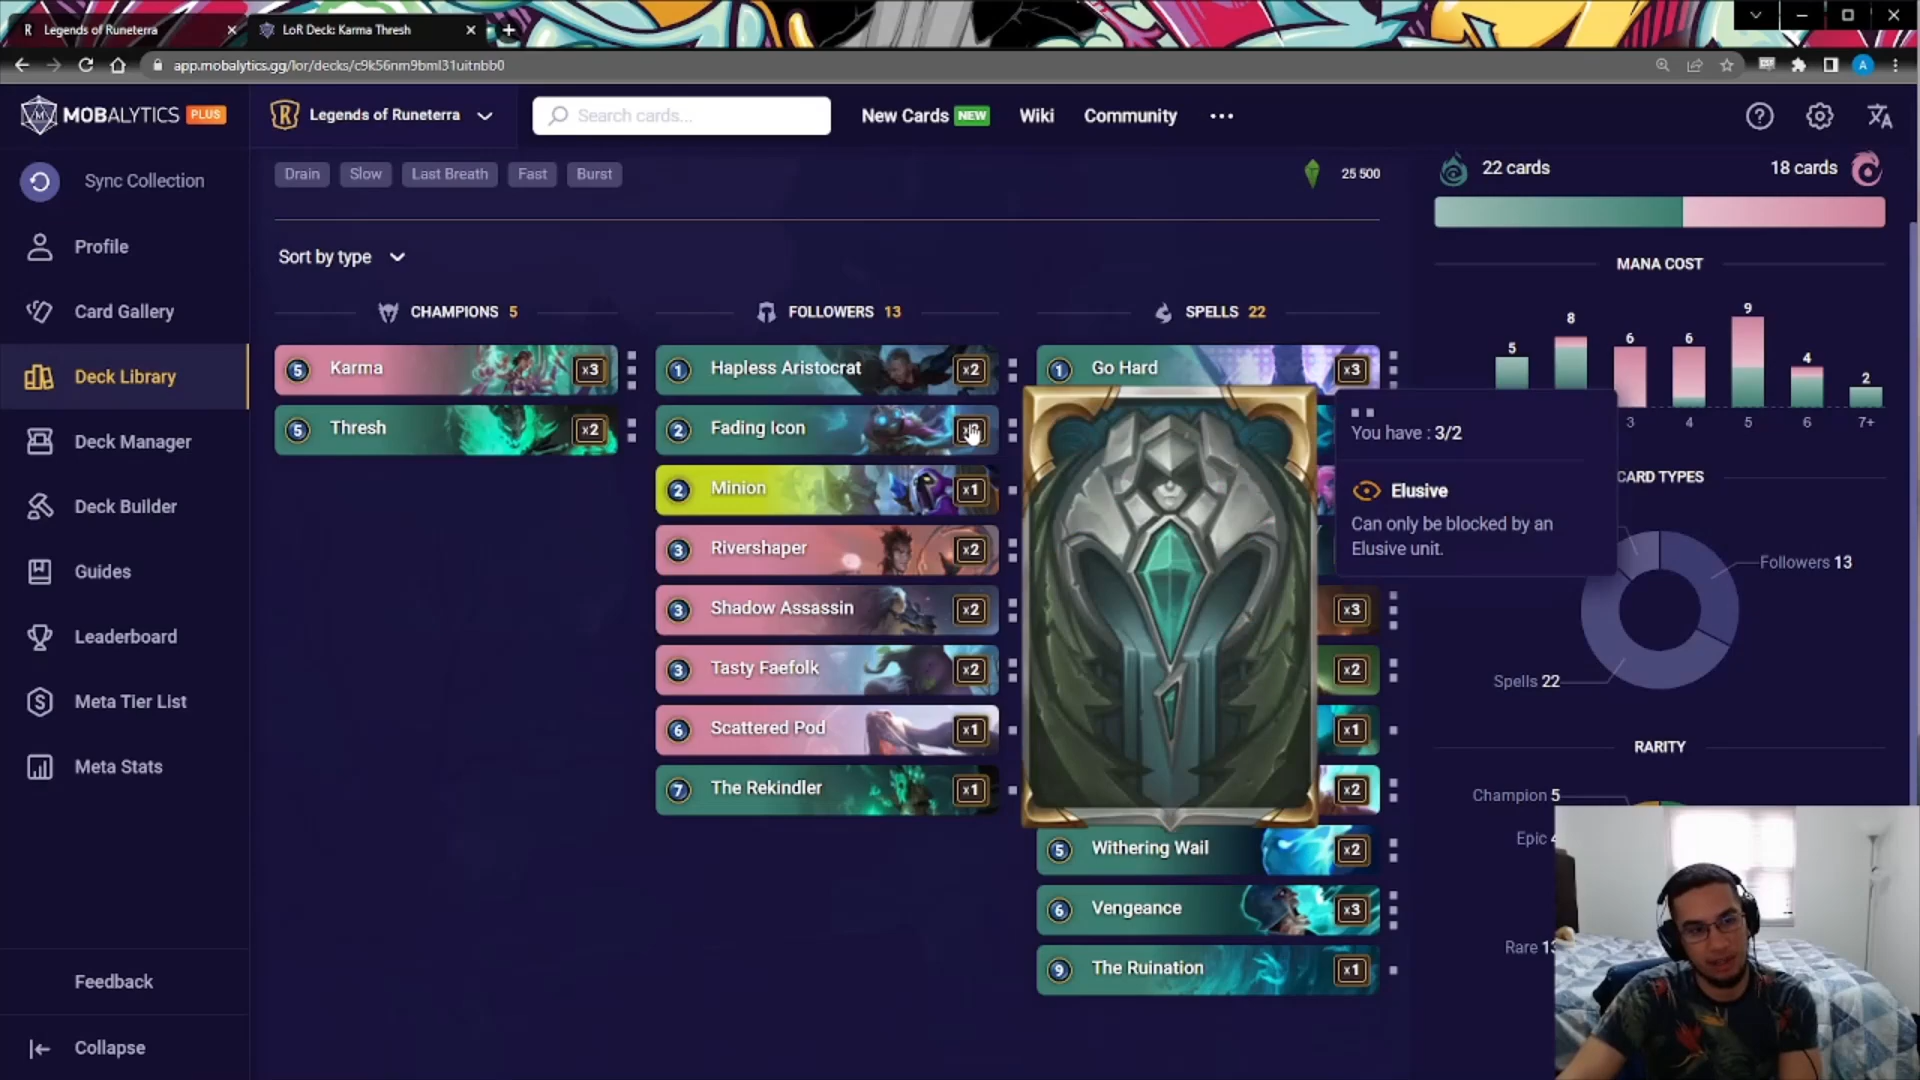 Legends of Runeterra
LoR Deck: Karma Thresh
app.mobalytics.gg/lor/decks/c9k56nm9bml31uitnbb0
A
MOBALYTICS PLUS
Legends of Runeterra
Search cards...
New Cards NEW
Wiki
Community
Sync Collection
Profile
Card Gallery
Deck Library
Deck Manager
Deck Builder
Guides
Leaderboard
Meta Tier List
Meta Stats
Feedback
Collapse
Drain
Slow
Last Breath
Fast
Burst
25 500
Sort by type
CHAMPIONS 5
5 Karma x3
5 Thresh x2
FOLLOWERS 13
1 Hapless Aristocrat x2
2 Fading Icon
2 Minion x1
3 Rivershaper x2
3 Shadow Assassin x2
3 Tasty Faefolk x2
6 Scattered Pod x1
7 The Rekindler x1
SPELLS 22
1 Go Hard x3
x3
x2
x1
x2
5 Withering Wail x2
6 Vengeance x3
9 The Ruination x1
You have : 3/2
Elusive
Can only be blocked by an
Elusive unit.
22 cards
18 cards
MANA COST
5
8
6
6
9
4
2
3
4
5
6
7+
CARD TYPES
Followers 13
Spells 22
RARITY
Champion 5
Epic
Rare